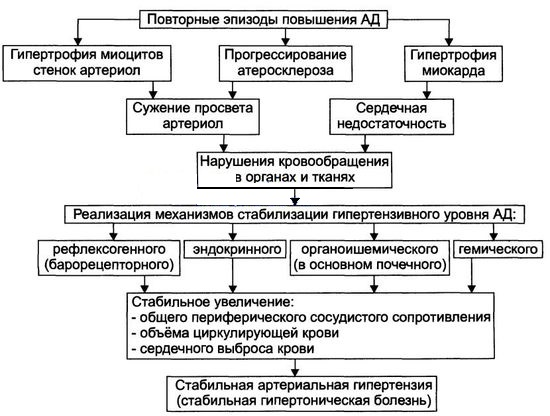 Повторные эпизоды повышения АД
Гипертрофия миоцитов
стенок артериол
Прогрессирование
атеросклероза
Гипертрофия
миокарда
Сужение просвета
артериол
Сердечная
недостаточность
Нарушения кровообращения
в органах и тканях
Реализация механизмов стабилизации гипертензивного уровня АД:
рефлексогенного
(барорецепторного)
эндокринного
органоишемического
(в основном почечного)
гемического
Стабильное увеличение:
- общего периферического сосудистого сопротивления
- объёма циркулирующей крови
- сердечного выброса крови
Стабильная артериальная гипертензия
(стабильная гипертоническая болезнь)